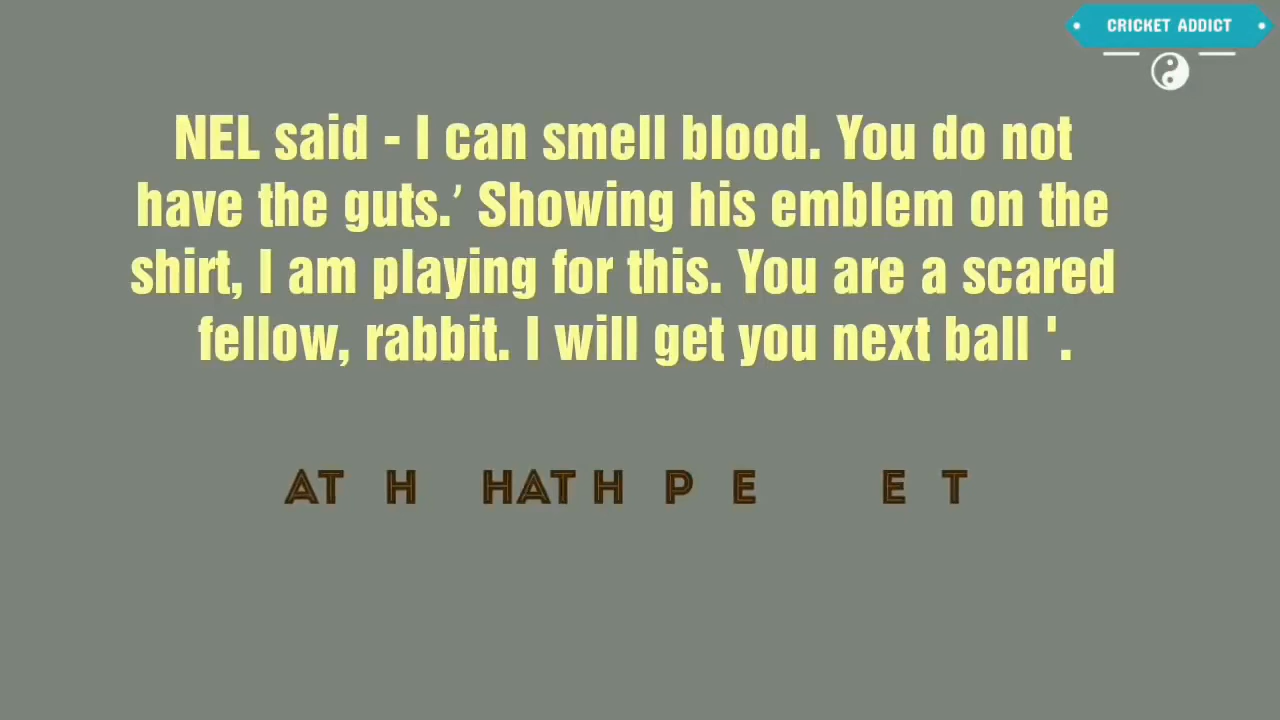 CRICKET ADDICT
NEL said - I can smell blood. You do not
have the guts.’ Showing his emblem on the
shirt, I am playing for this. You are a scared
fellow, rabbit. I will get you next ball '.
AT H HATH P E E T